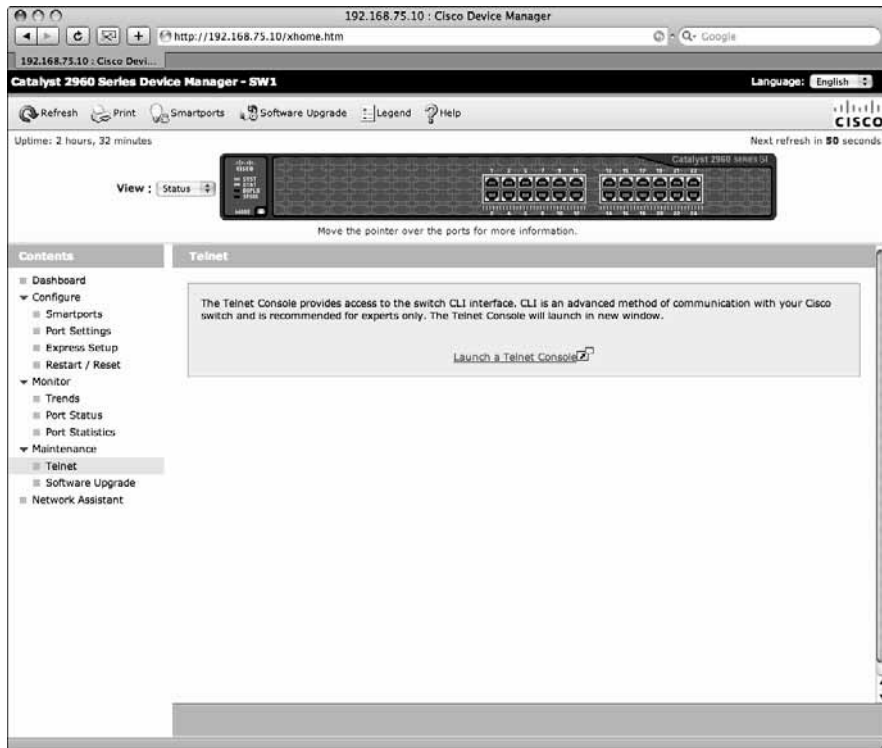 192.168.75.10 : Cisco Device Manager
http://192.168.75.10/xhome.htm
Google
192.168.75.10 : Cisco Devi...
Catalyst 2960 Series Device Manager - SW1
Language: English
Refresh Print Smartports Software Upgrade Legend Help
CISCO
Uptime: 2 hours, 32 minutes
Next refresh in 50 seconds
Catalyst 2960 SERIES SI
View : Status
SYST
STAT
DUPLX
SPEED
MODE
Move the pointer over the ports for more information.
Contents
Telnet
Dashboard
Configure
Smartports
Port Settings
Express Setup
Restart / Reset
Monitor
Trends
Port Status
Port Statistics
Maintenance
Telnet
Software Upgrade
Network Assistant
The Telnet Console provides access to the switch CLI interface. CLI is an advanced method of communication with your Cisco
switch and is recommended for experts only. The Telnet Console will launch in new window.
Launch a Telnet Console